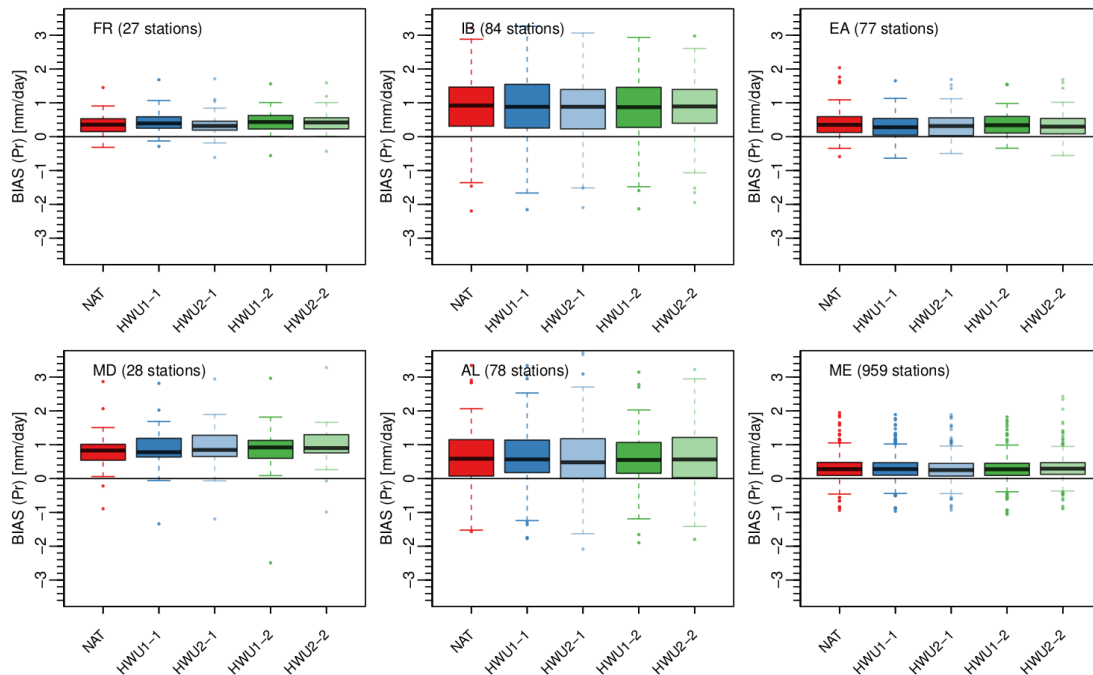 FR (27 stations)
BIAS (Pr) [mm/day]
3
2
1
0
−1
−2
−3
NAT
HWU1−1
HWU2−1
HWU1−2
HWU2−2
IB (84 stations)
BIAS (Pr) [mm/day]
3
2
1
0
−1
−2
−3
NAT
HWU1−1
HWU2−1
HWU1−2
HWU2−2
EA (77 stations)
BIAS (Pr) [mm/day]
3
2
1
0
−1
−2
−3
NAT
HWU1−1
HWU2−1
HWU1−2
HWU2−2
MD (28 stations)
BIAS (Pr) [mm/day]
3
2
1
0
−1
−2
−3
NAT
HWU1−1
HWU2−1
HWU1−2
HWU2−2
AL (78 stations)
BIAS (Pr) [mm/day]
3
2
1
0
−1
−2
−3
NAT
HWU1−1
HWU2−1
HWU1−2
HWU2−2
ME (959 stations)
BIAS (Pr) [mm/day]
3
2
1
0
−1
−2
−3
NAT
HWU1−1
HWU2−1
HWU1−2
HWU2−2